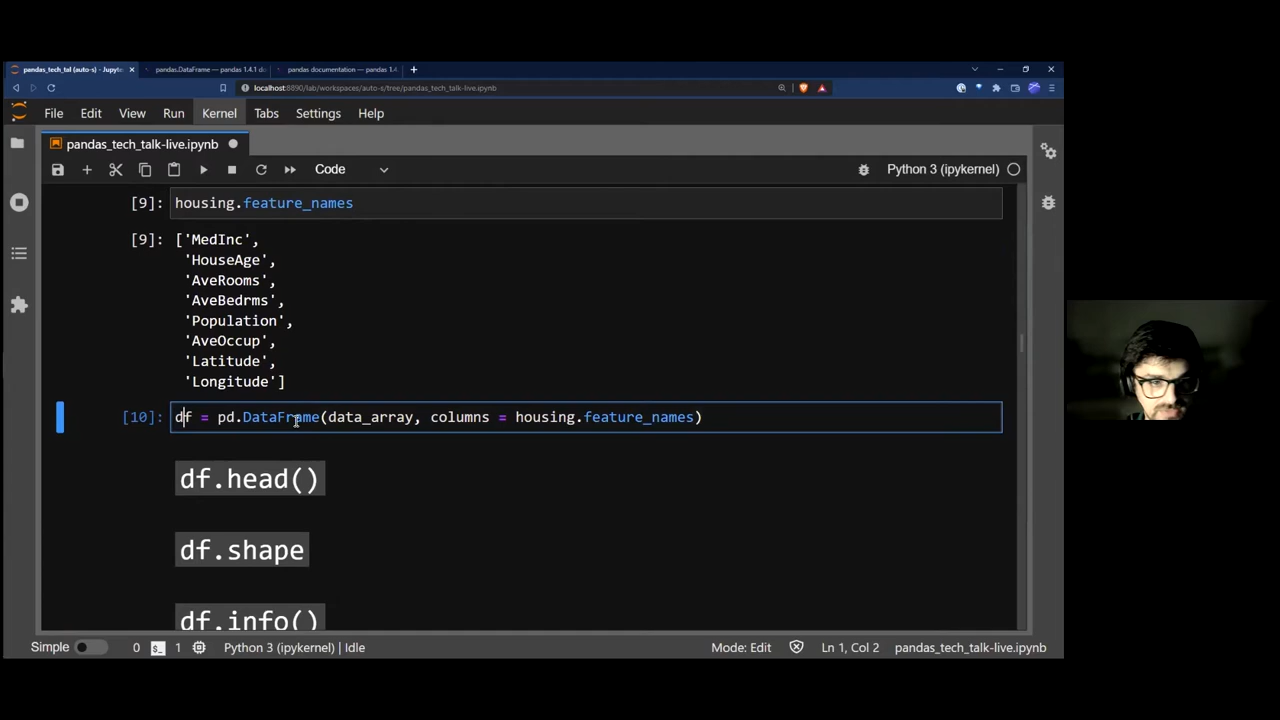 pandas_tech_tal (auto-s) - Jupyte
pandas.DataFrame — pandas 1.4.1 d
pandas documentation — pandas 1.4.
localhost:8890/lab/workspaces/auto-s/tree/pandas_tech_talk-live.ipynb
File Edit View Run Kernel Tabs Settings Help
pandas_tech_talk-live.ipynb
Code
Python 3 (ipykernel)
[9]: housing.feature_names
[9]: ['MedInc',
'HouseAge',
'AveRooms',
'AveBedrms',
'Population',
'AveOccup',
'Latitude',
'Longitude']
[10]: df = pd.DataFrame(data_array, columns = housing.feature_names)
df.head()
df.shape
df.info()
Simple 0 $_ 1 Python 3 (ipykernel) | Idle Mode: Edit Ln 1, Col 2 pandas_tech_talk-live.ipynb